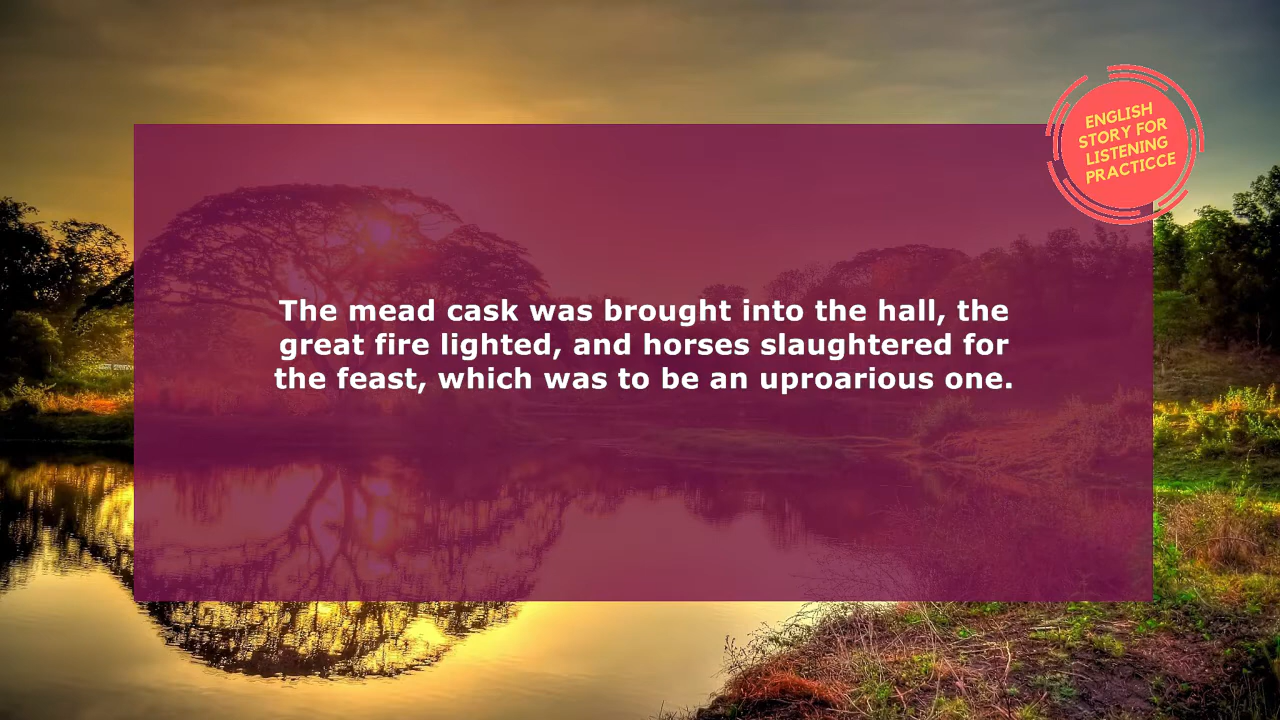 ENGLISH
STORY FOR
LISTENING
PRACTICCE
The mead cask was brought into the hall, the
great fire lighted, and horses slaughtered for
the feast, which was to be an uproarious one.